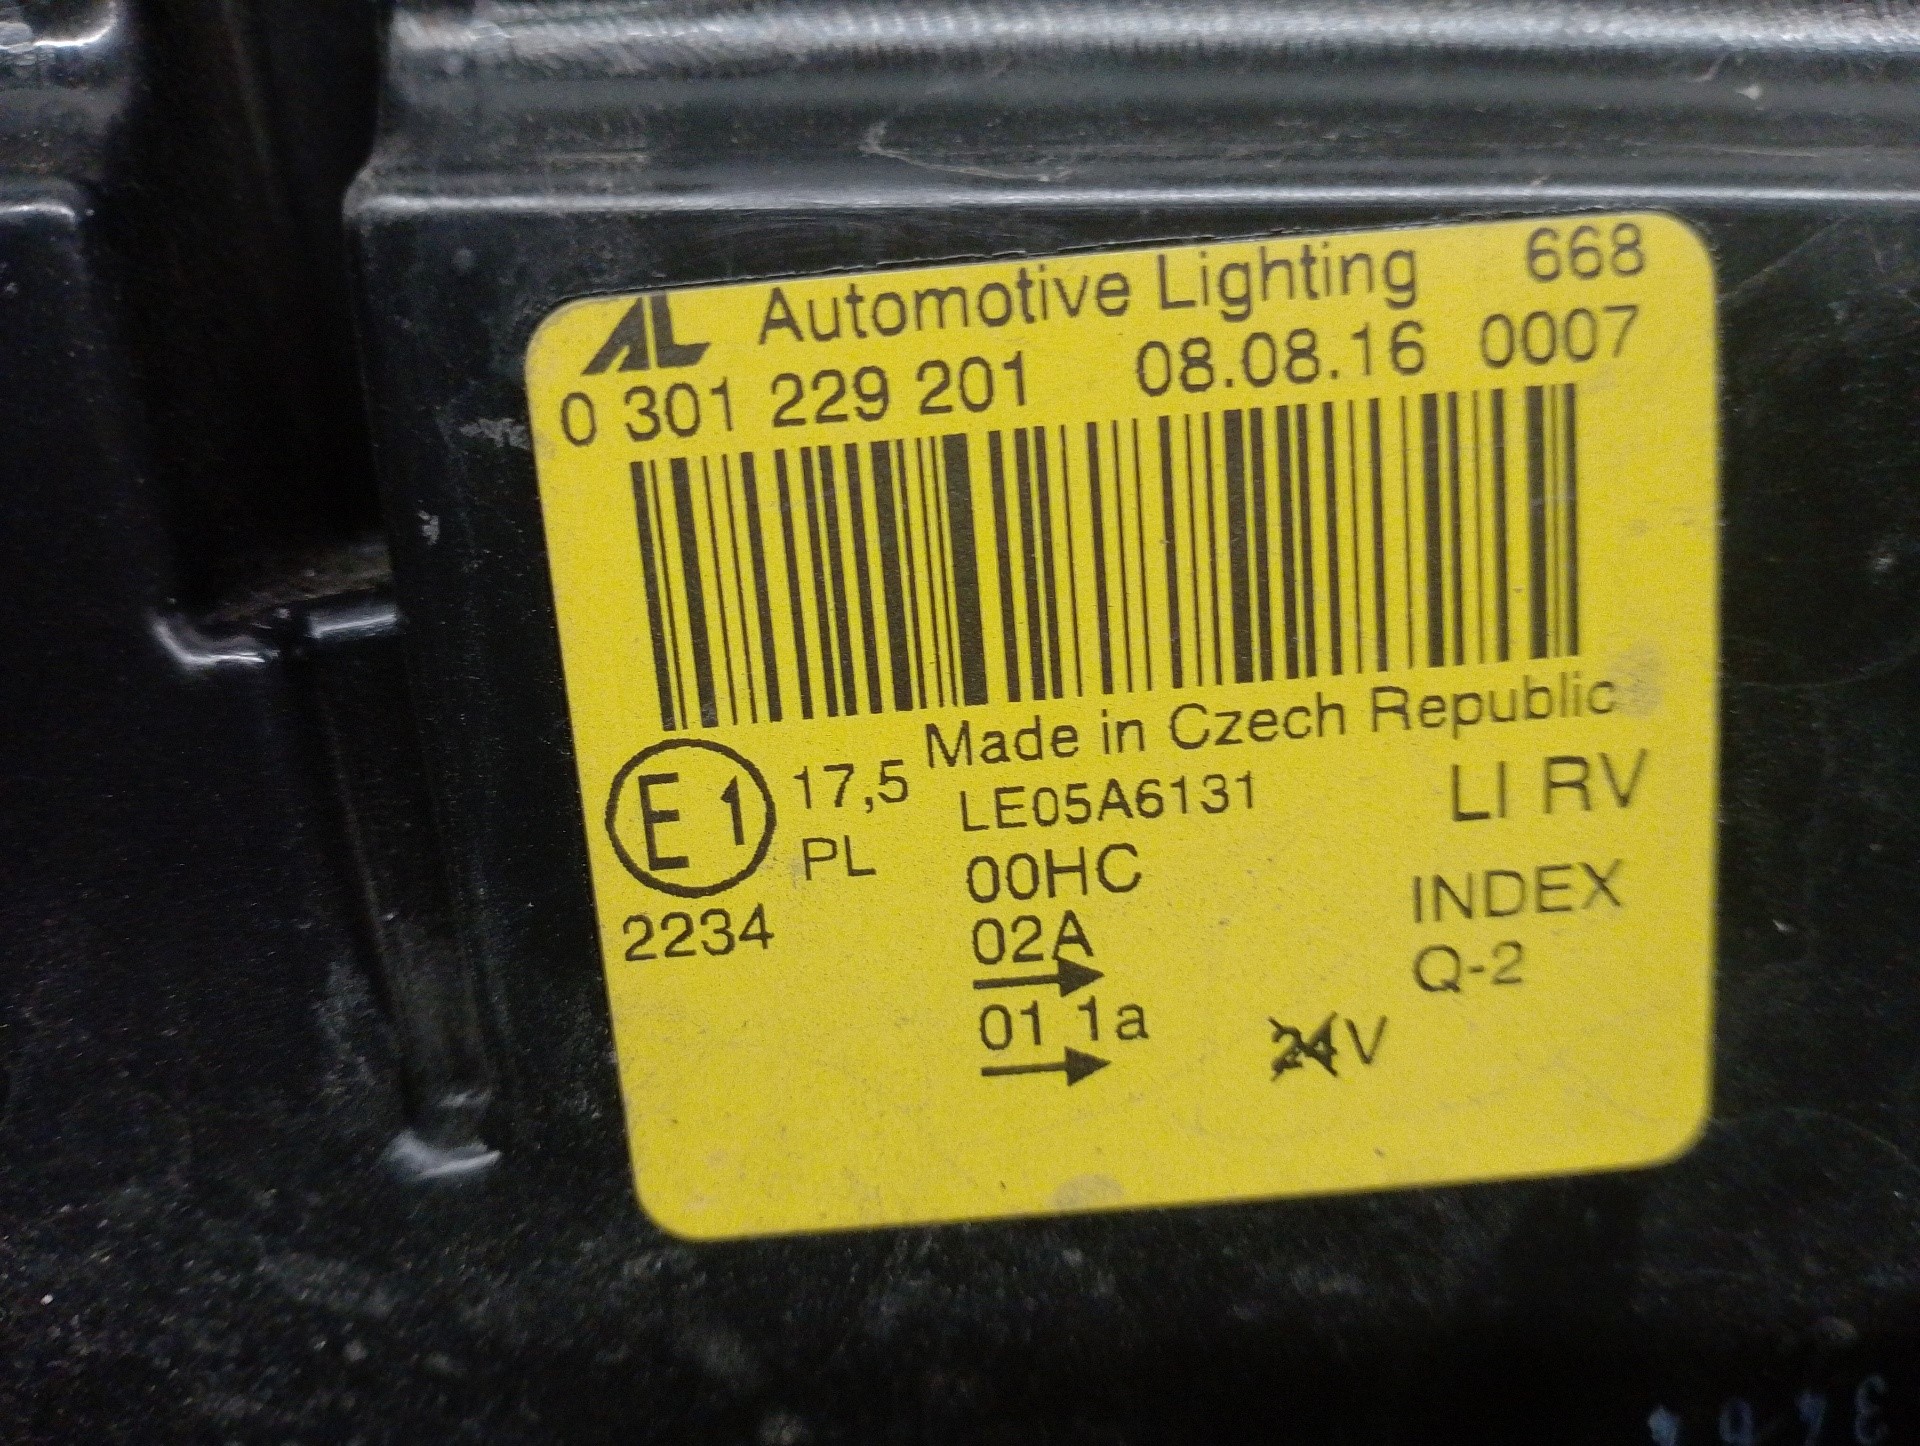 AL Automotive Lighting 668
0 301 229 201 08.08.16 0007
Made in Czech Republic
E1 17,5 LE05A6131 LI RV
PL 00HC INDEX
2234 02A Q-2
01 1a 24V